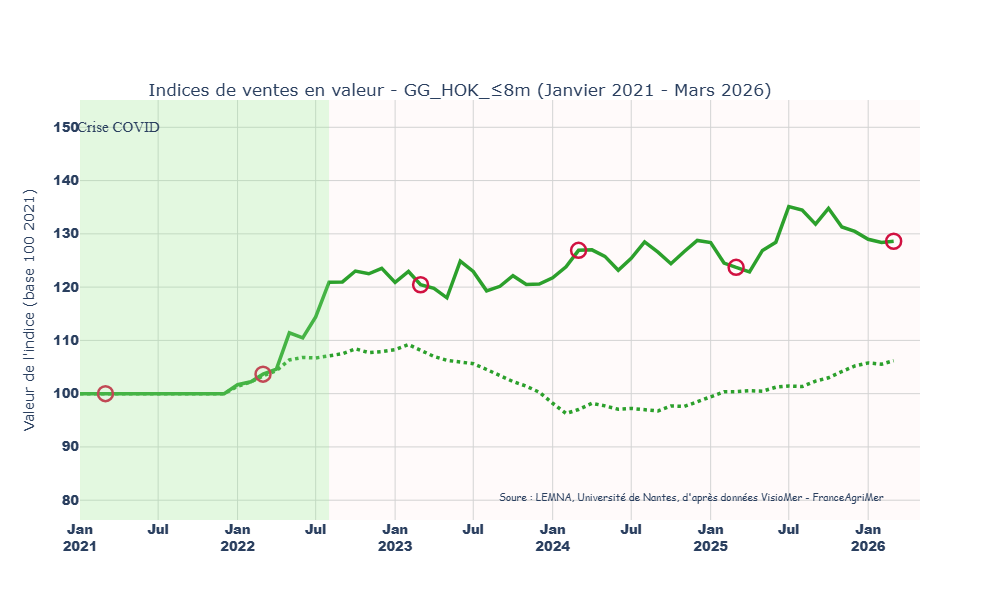 Indices de ventes en valeur - GG_HOK_≤8m (Janvier 2021 - Mars 2026)
Crise COVID
Valeur de l'indice (base 100 2021)
150
140
130
120
110
100
90
80
Soure : LEMNA, Université de Nantes, d'après données VisioMer - FranceAgriMer
Jan Jul Jan Jul Jan Jul Jan Jul Jan Jul Jan
2021 2022 2023 2024 2025 2026